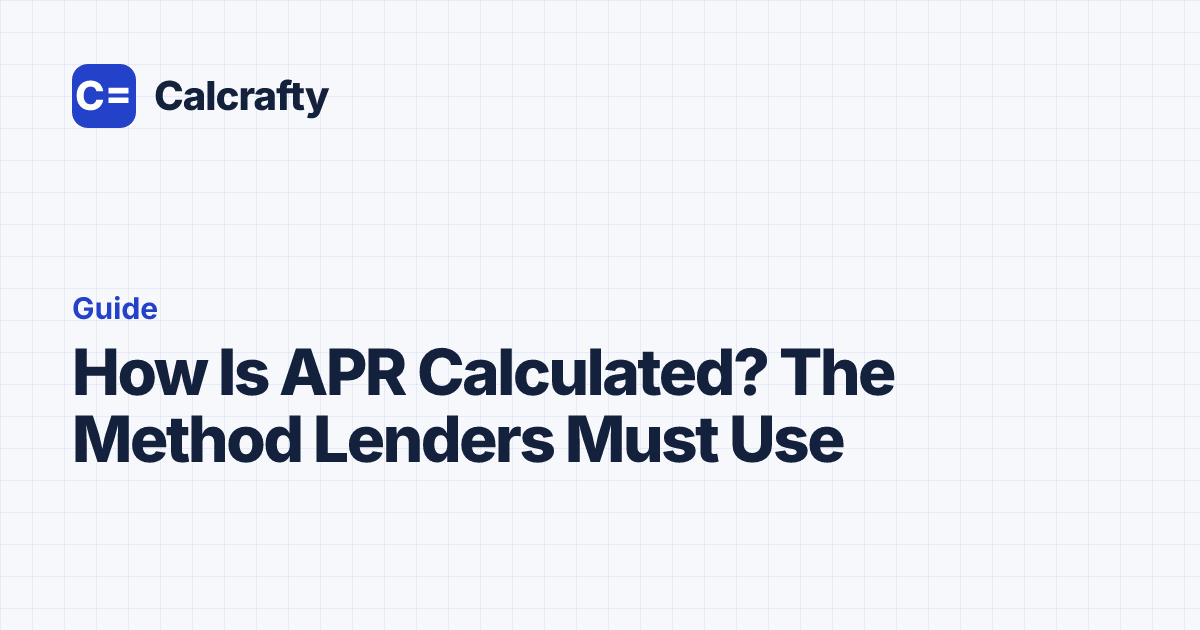 C=
Calcrafty
Guide
How Is APR Calculated? The
Method Lenders Must Use